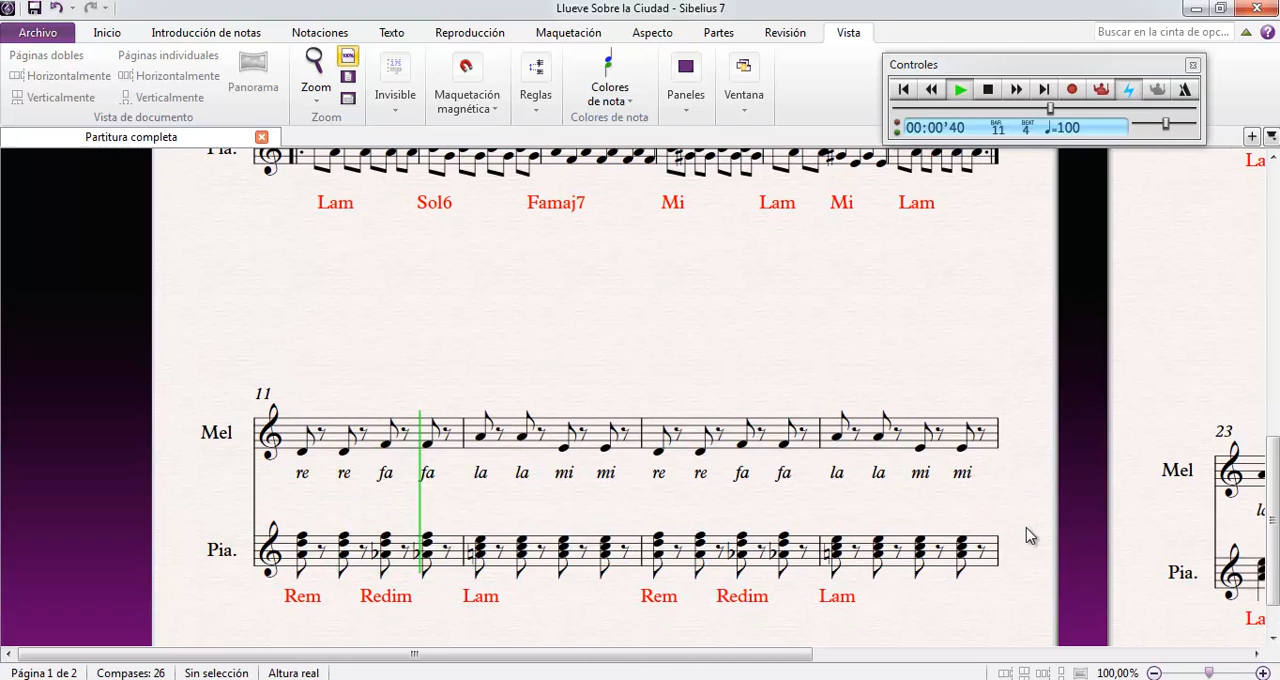 Llueve Sobre la Ciudad - Sibelius 7
Archivo Inicio Introducción de notas Notaciones Texto Reproducción Maquitación Aspecto Partes Revisión Vista Buscar en la cinta de opc...
Páginas dobles Páginas individuales
Horizontalmente Horizontalmente
Verticalmente Verticalmente
Panorama
Vista de documento
Zoom
100%
Zoom
Invisible
Maquetación magnética
Reglas
Colores de nota
Colores de nota
Paneles
Ventana
Controles
00:00'40 BAR 11 BEAT 4 =100
Partitura completa
Pia.
Lam Sol6 Famaj7 Mi Lam Mi Lam
11
Mel
re re fa fa la la mi mi re re fa fa la la mi mi
Pia.
Rem Redim Lam Rem Redim Lam
23
Mel
Pia.
Página 1 de 2 Compases: 26 Sin selección Altura real 100,00%